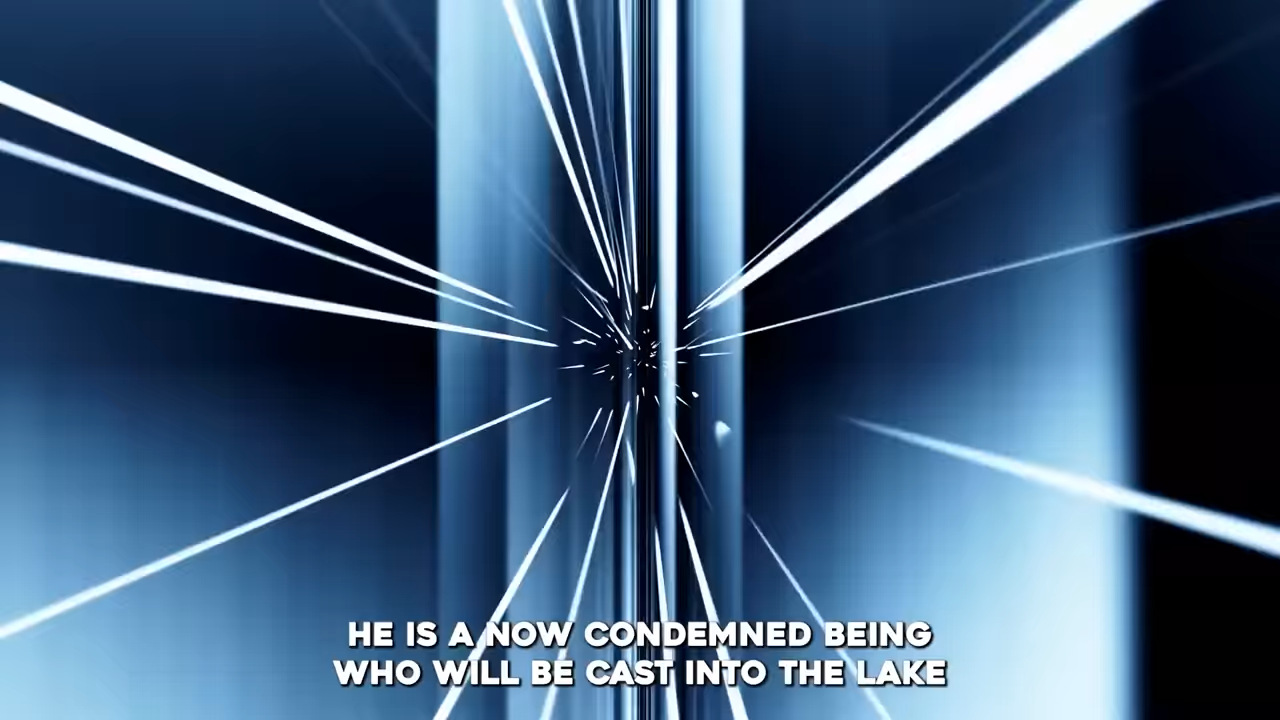 HE IS A NOW CONDEMNED BEING
WHO WILL BE CAST INTO THE LAKE